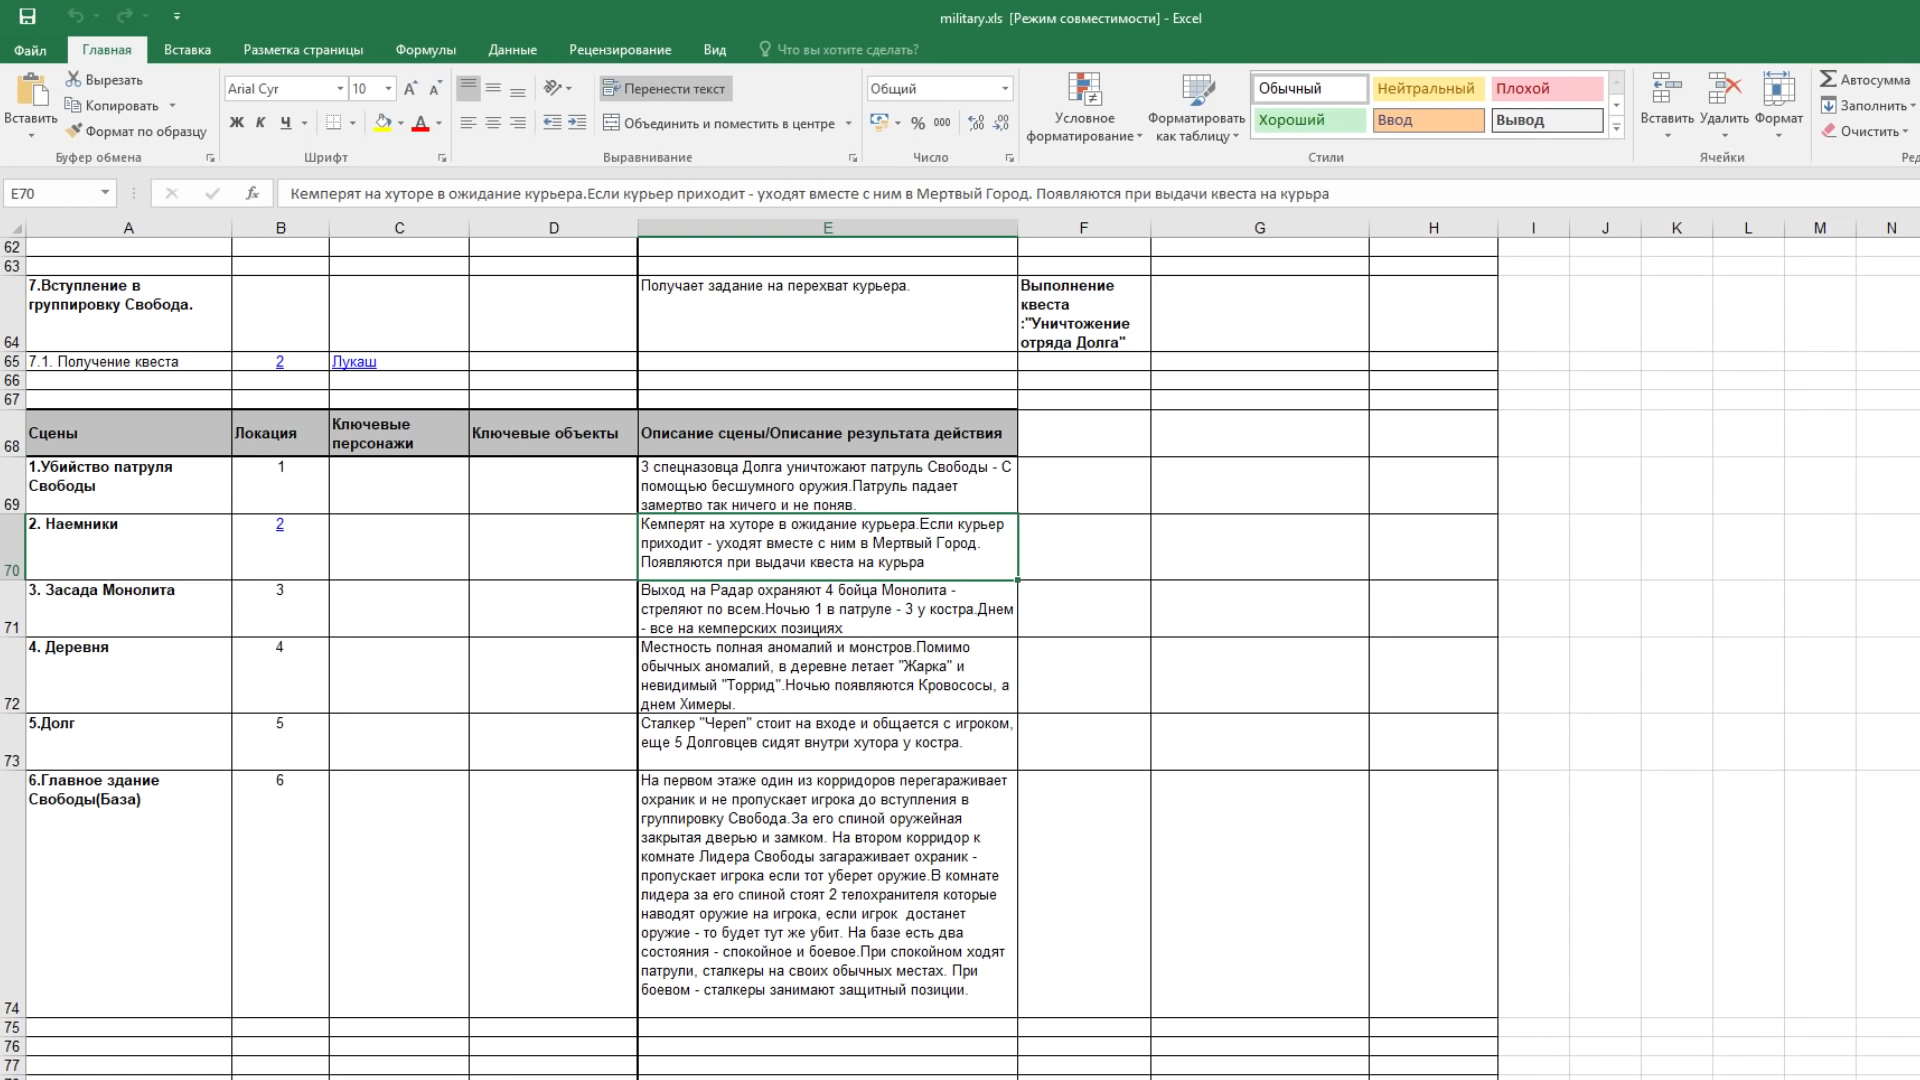 military.xls  [Режим совместимости] - Excel
Файл Главная Вставка Разметка страницы Формулы Данные Рецензирование Вид Что вы хотите сделать?
Вставить
Вырезать
Копировать
Формат по образцу
Буфер обмена
Arial Cyr 10
Ж К Ч А
Шрифт
Перенести текст
Объединить и поместить в центре
Выравнивание
Общий
% 000
Число
Условное форматирование
Форматировать как таблицу
Обычный Нейтральный Плохой
Хороший Ввод Вывод
Стили
Вставить Удалить Формат
Ячейки
Автосумма
Заполнить
Очистить
Ред
E70 fx Кемперят на хуторе в ожидание курьера.Если курьер приходит - уходят вместе с ним в Мертвый Город. Появляются при выдачи квеста на курьра
A B C D E F G H I J K L M N
62
63
64
7.Вступление в
группировку Свобода.
Получает задание на перехват курьера.
Выполнение
квеста
:"Уничтожение
отряда Долга"
65 7.1. Получение квеста 2 Лукаш
66
67
68 Сцены Локация Ключевые персонажи Ключевые объекты Описание сцены/Описание результата действия
69
1.Убийство патруля
Свободы
1
3 спецназовца Долга уничтожают патруль Свободы - С
помощью бесшумного оружия.Патруль падает
замертво так ничего и не поняв.
70
2. Наемники
2
Кемперят на хуторе в ожидание курьера.Если курьер
приходит - уходят вместе с ним в Мертвый Город.
Появляются при выдачи квеста на курьра
71
3. Засада Монолита
3
Выход на Радар охраняют 4 бойца Монолита -
стреляют по всем.Ночью 1 в патруле - 3 у костра.Днем
- все на кемперских позициях
72
4. Деревня
4
Местность полная аномалий и монстров.Помимо
обычных аномалий, в деревне летает "Жарка" и
невидимый "Торрид".Ночью появляются Кровососы, а
днем Химеры.
73
5.Долг
5
Сталкер "Череп" стоит на входе и общается с игроком,
еще 5 Долговцев сидят внутри хутора у костра.
74
6.Главное здание
Свободы(База)
6
На первом этаже один из корридоров перегараживает
охраник и не пропускает игрока до вступления в
группировку Свобода.За его спиной оружейная
закрытая дверью и замком. На втором корридор к
комнате Лидера Свободы загараживает охраник -
пропускает игрока если тот уберет оружие.В комнате
лидера за его спиной стоят 2 телохранителя которые
наводят оружие на игрока, если игрок  достанет
оружие - то будет тут же убит. На базе есть два
состояния - спокойное и боевое.При спокойном ходят
патрули, сталкеры на своих обычных местах. При
боевом - сталкеры занимают защитный позиции.
75
76
77